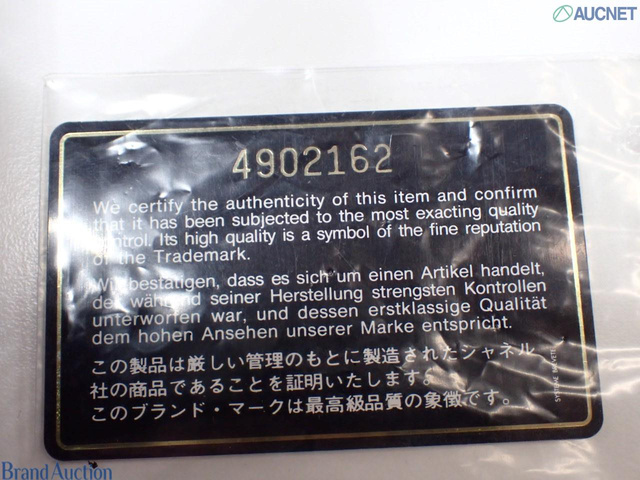 AUCNET
4902162
We certify the authenticity of this item and confirm
that it has been subjected to the most exacting quality
control. Its high quality is a symbol of the fine reputation
of the Trademark.
Wir bestätigen, dass es sich um einen Artikel handelt,
der während seiner Herstellung strengsten Kontrollen
unterworfen war, und dessen erstklassige Qualität
dem hohen Ansehen unserer Marke entspricht.
この製品は厳しい管理のもとに製造されたシャネル
社の商品であることを証明いたします。
このブランド・マークは最高級品質の象徴です。
BrandAuction